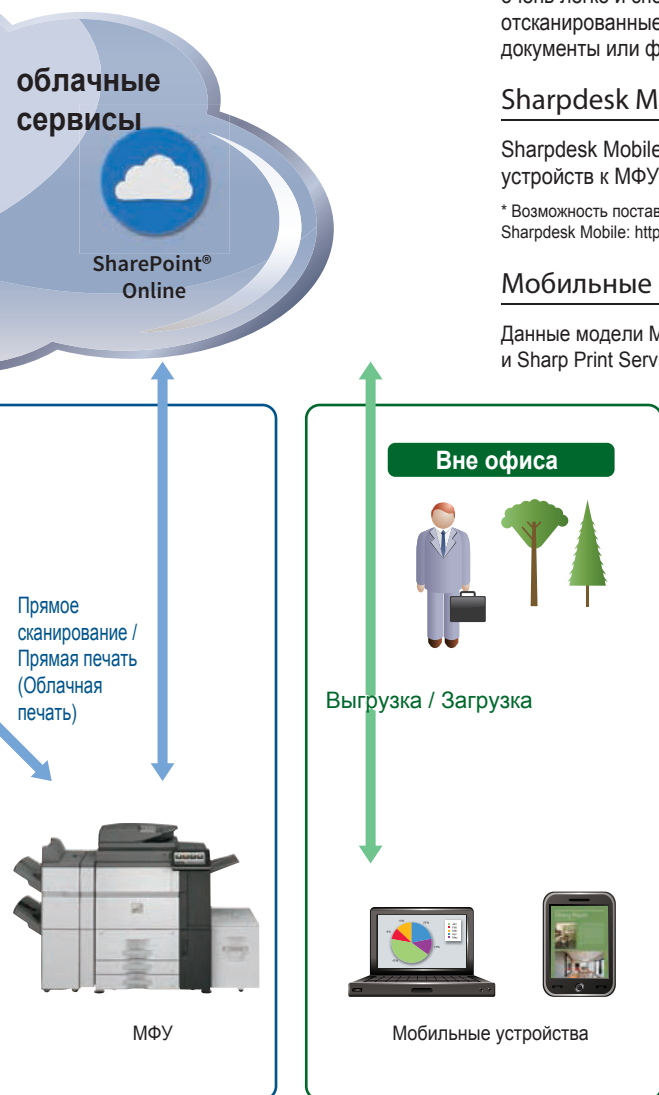 облачные
сервисы
SharePoint®
Online
отсканированные
документы или ф
Sharpdesk M
Sharpdesk Mobile
устройств к МФУ
* Возможность постав
Sharpdesk Mobile: http
Мобильные
Данные модели М
и Sharp Print Serv
Прямое
сканирование /
Прямая печать
(Облачная
печать)
МФУ
Вне офиса
Выгрузка / Загрузка
Мобильные устройства